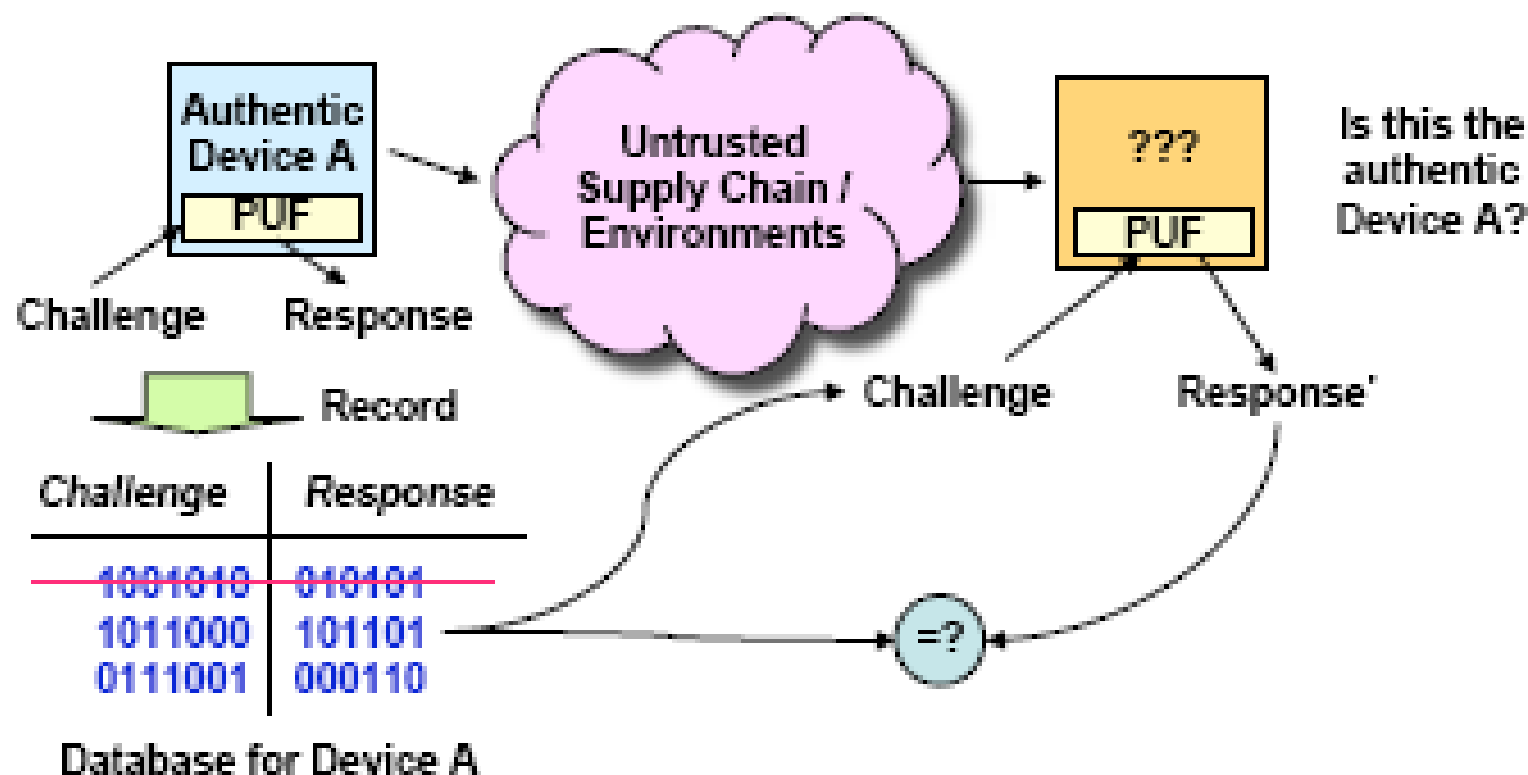 Authentic
Device A
PUF
Challenge
Response
Untrusted
Supply Chain /
Environments
???
PUF
Is this the
authentic
Device A?
Challenge
Response'
Record
Challenge Response
1001010 010101
1011000 101101
0111001 000110
=?
Database for Device A